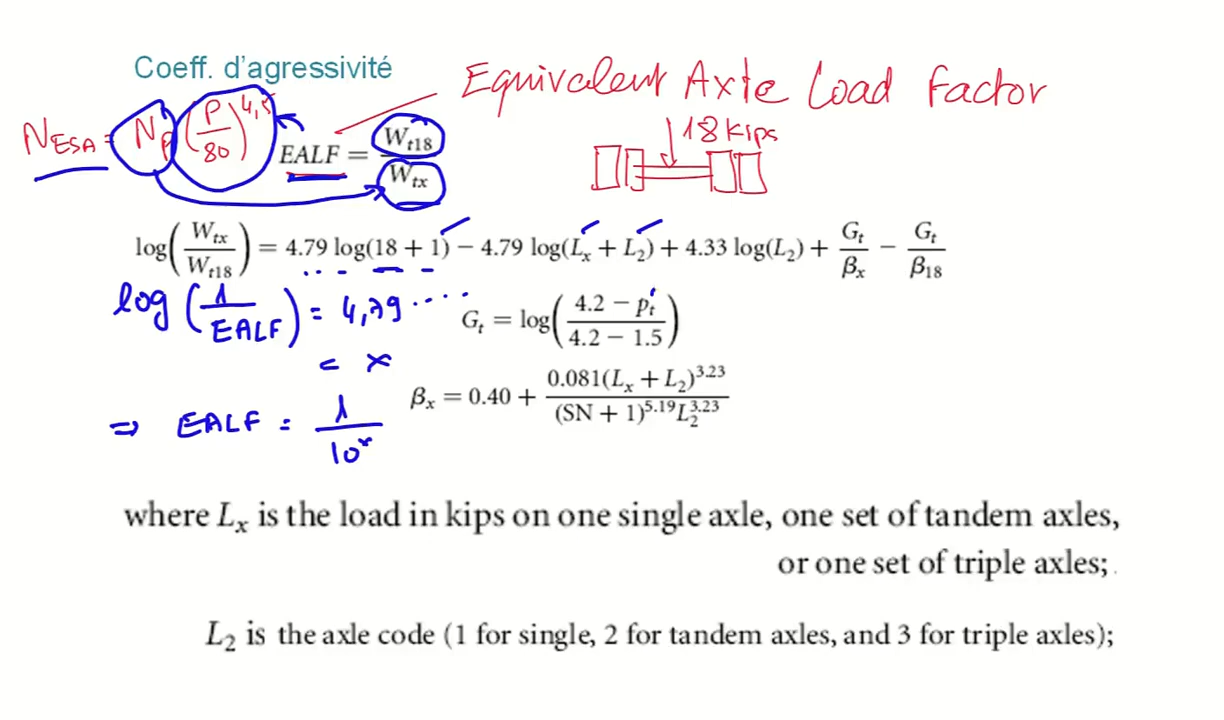 Coeff. d'agressivité
Equivalent Axle Load Factor
N_ESA = N_P (P/80)^4,5
18 kips
EALF = W_t18 / W_tx
log(W_tx / W_t18) = 4.79 log(18 + 1) − 4.79 log(L_x + L_2) + 4.33 log(L_2) + G_t / β_x − G_t / β_18
log (1 / EALF) = 4,79 ....
G_t = log((4.2 − p_t) / (4.2 − 1.5))
= x
β_x = 0.40 + 0.081(L_x + L_2)^3.23 / (SN + 1)^5.19 L_2^3.23
⇒ EALF = 1 / 10^x
where L_x is the load in kips on one single axle, one set of tandem axles,
or one set of triple axles;
L_2 is the axle code (1 for single, 2 for tandem axles, and 3 for triple axles);